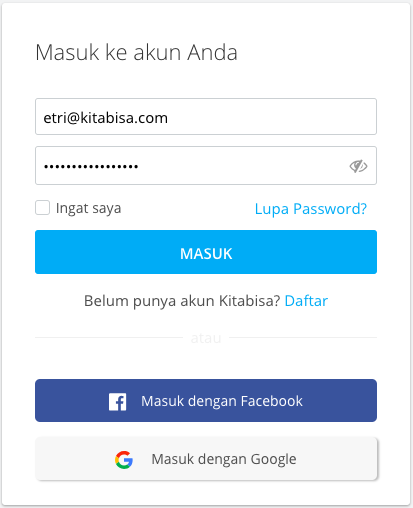 Masuk ke akun Anda
etri@kitabisa.com
•••••••••••••••••
Ingat saya
Lupa Password?
MASUK
Belum punya akun Kitabisa? Daftar
atau
Masuk dengan Facebook
Masuk dengan Google